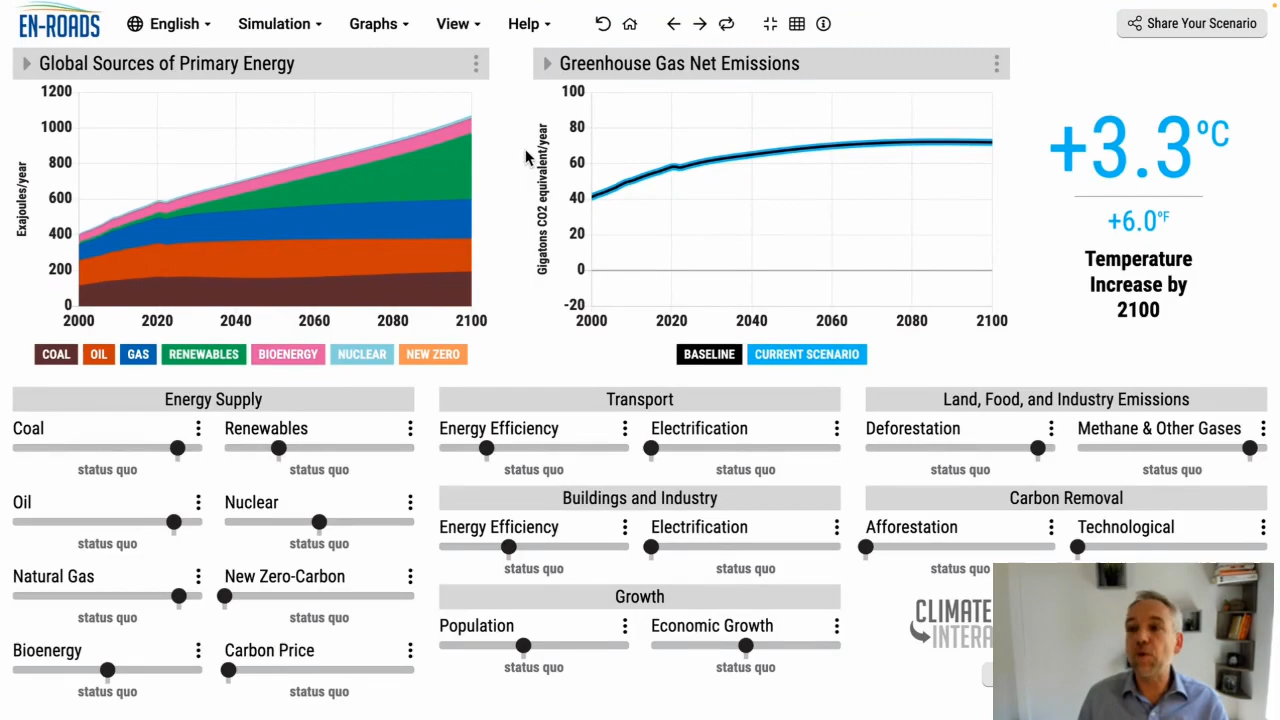 EN-ROADS
English
Simulation
Graphs
View
Help
Share Your Scenario
Global Sources of Primary Energy
1200
1000
800
600
400
200
0
Exajoules/year
2000 2020 2040 2060 2080 2100
COAL OIL GAS RENEWABLES BIOENERGY NUCLEAR NEW ZERO
Greenhouse Gas Net Emissions
100
80
60
40
20
0
-20
Gigatons CO2 equivalent/year
2000 2020 2040 2060 2080 2100
BASELINE CURRENT SCENARIO
+3.3°C
+6.0°F
Temperature
Increase by
2100
Energy Supply
Coal
status quo
Renewables
status quo
Oil
status quo
Nuclear
status quo
Natural Gas
status quo
New Zero-Carbon
status quo
Bioenergy
status quo
Carbon Price
status quo
Transport
Energy Efficiency
status quo
Electrification
status quo
Buildings and Industry
Energy Efficiency
status quo
Electrification
status quo
Growth
Population
status quo
Economic Growth
status quo
Land, Food, and Industry Emissions
Deforestation
status quo
Methane & Other Gases
status quo
Carbon Removal
Afforestation
status quo
Technological
CLIMATE
INTERA